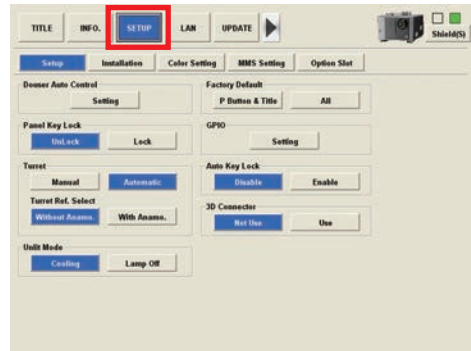 TITLE INFO. SETUP LAN UPDATE Shield(S)
Setup Installation Color Setting MMS Setting Option Slot
Douser Auto Control
Setting
Factory Default
P Button & Title All
Panel Key Lock
UnLock Lock
GPIO
Setting
Turret
Manual Automatic
Auto Key Lock
Disable Enable
Turret Ref. Select
Without Anamo. With Anamo.
3D Connector
Not Use Use
Unlit Mode
Cooling Lamp Off